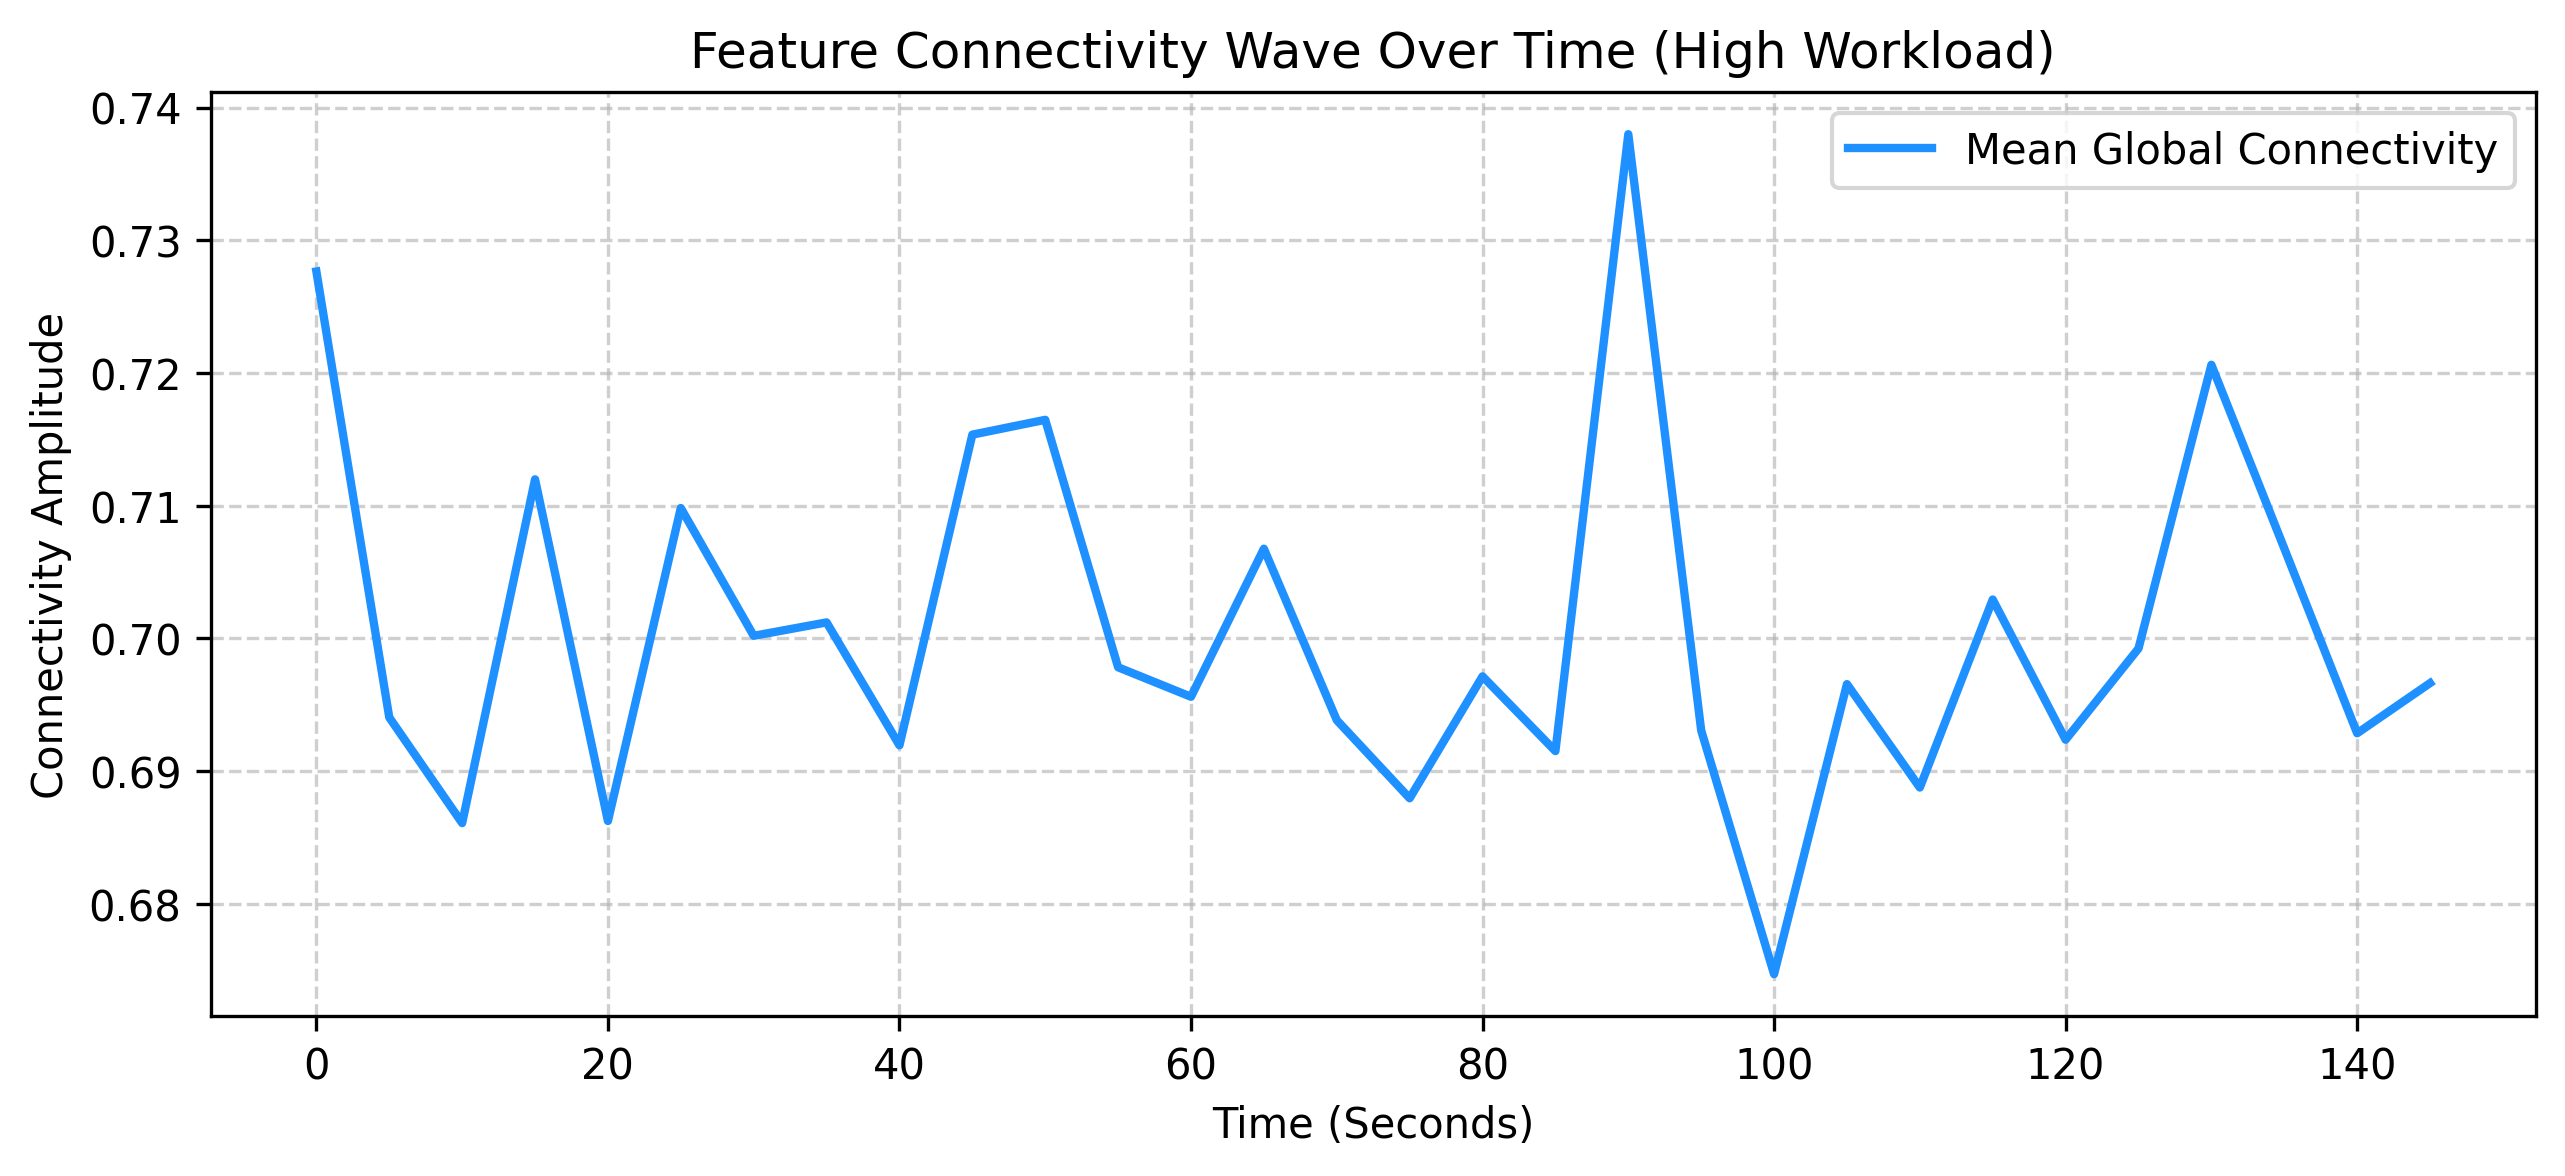 Feature Connectivity Wave Over Time (High Workload)
Mean Global Connectivity
Connectivity Amplitude
0.74
0.73
0.72
0.71
0.70
0.69
0.68
0 20 40 60 80 100 120 140
Time (Seconds)